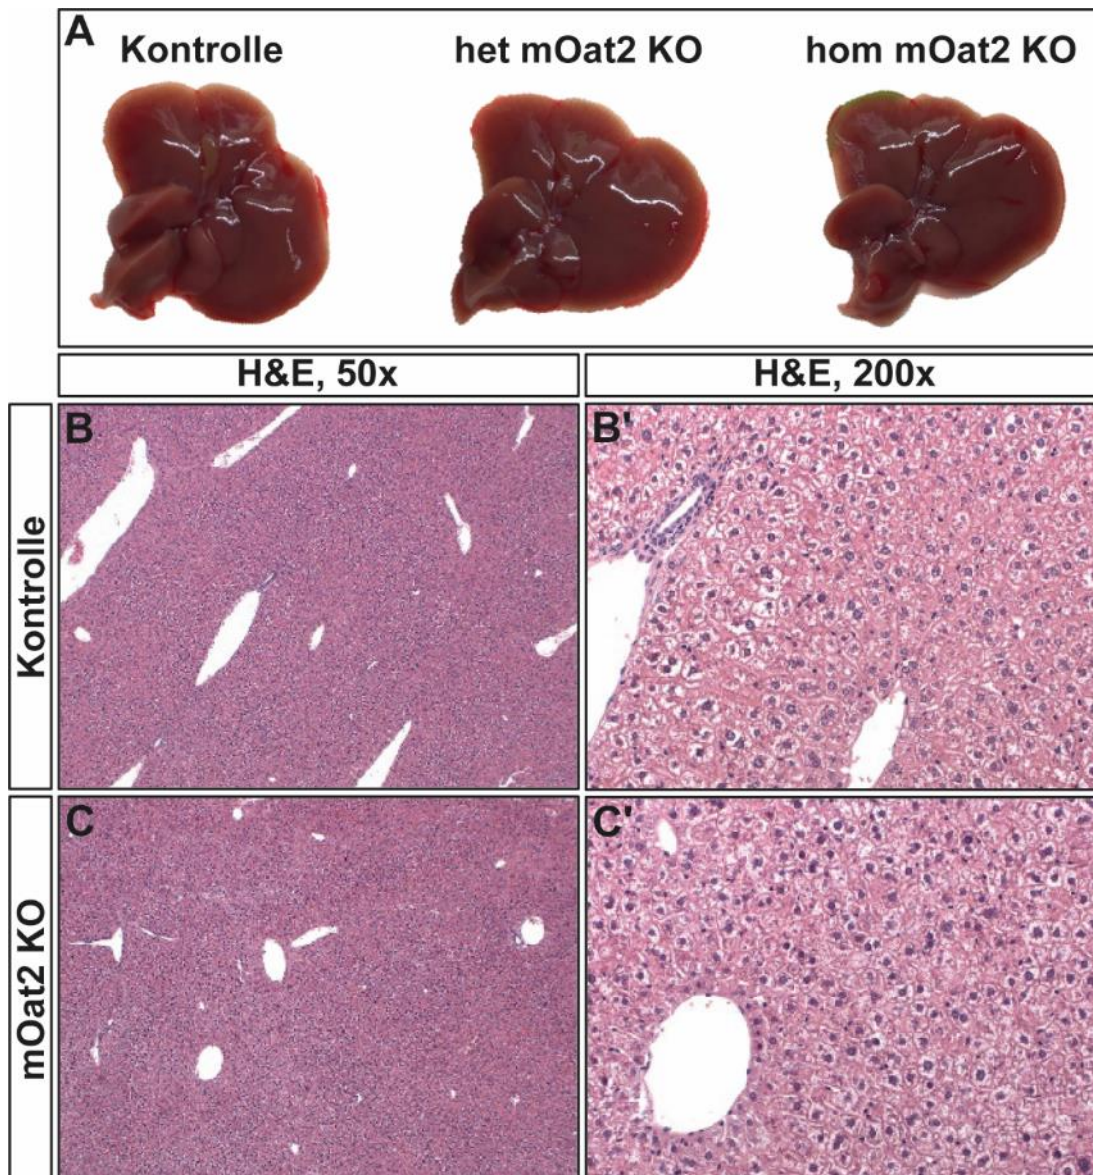 A
Kontrolle het mOat2 KO hom mOat2 KO
H&E, 50x H&E, 200x
Kontrolle
B B'
mOat2 KO
C C'